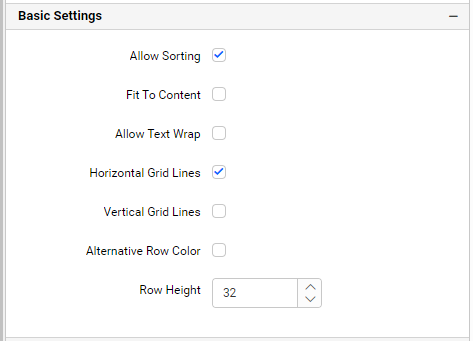 Basic Settings
Allow Sorting
Fit To Content
Allow Text Wrap
Horizontal Grid Lines
Vertical Grid Lines
Alternative Row Color
Row Height 32